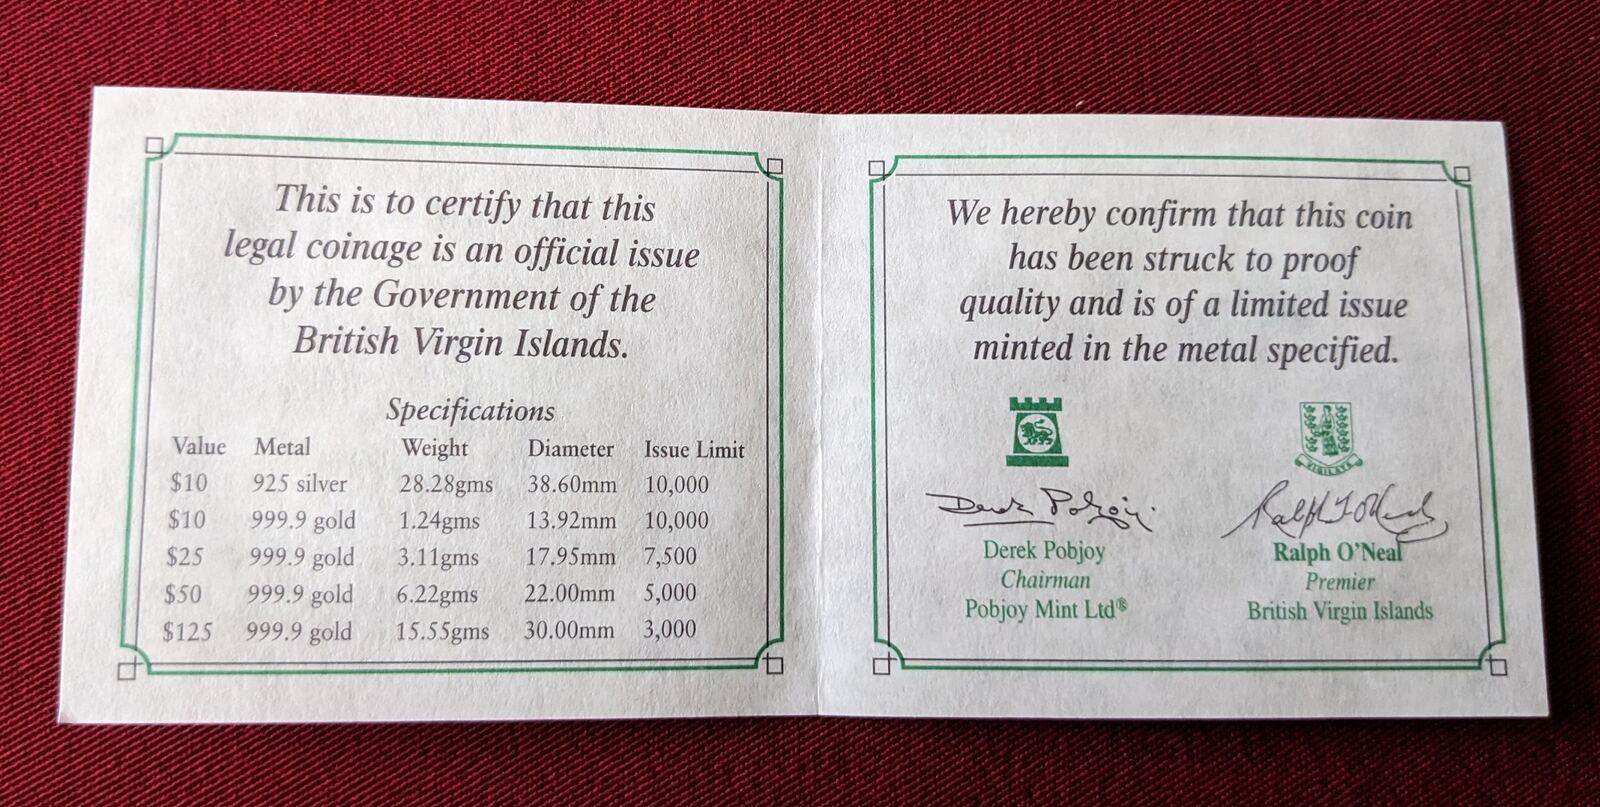 This is to certify that this
legal coinage is an official issue
by the Government of the
British Virgin Islands.
Specifications
Value Metal Weight Diameter Issue Limit
$10 925 silver 28.28gms 38.60mm 10,000
$10 999.9 gold 1.24gms 13.92mm 10,000
$25 999.9 gold 3.11gms 17.95mm 7,500
$50 999.9 gold 6.22gms 22.00mm 5,000
$125 999.9 gold 15.55gms 30.00mm 3,000
We hereby confirm that this coin
has been struck to proof
quality and is of a limited issue
minted in the metal specified.
VIGILATE
Derek Pobjoy
Derek Pobjoy
Chairman
Pobjoy Mint Ltd®
Ralph T O'Neal
Ralph O'Neal
Premier
British Virgin Islands